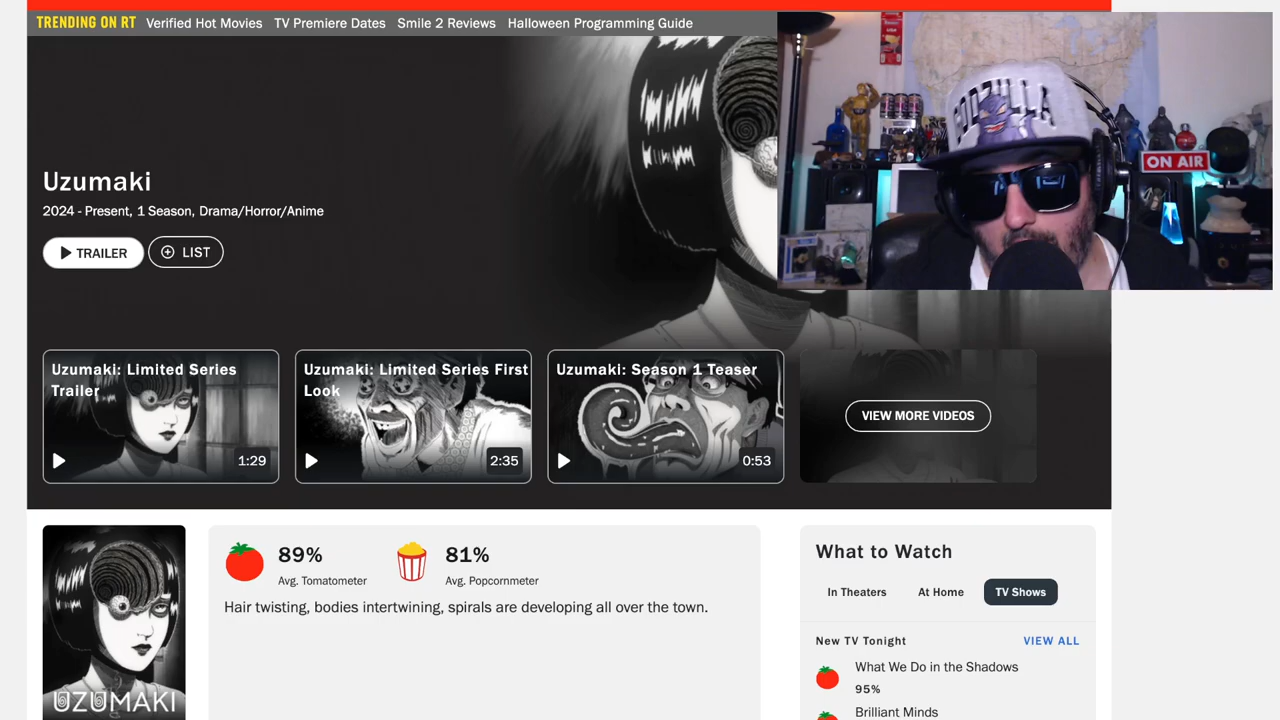 TRENDING ON RT Verified Hot Movies TV Premiere Dates Smile 2 Reviews Halloween Programming Guide
ON AIR
Uzumaki
2024 - Present, 1 Season, Drama/Horror/Anime
TRAILER
LIST
Uzumaki: Limited Series
Trailer
1:29
Uzumaki: Limited Series First
Look
2:35
Uzumaki: Season 1 Teaser
0:53
VIEW MORE VIDEOS
UZUMAKI
89%
Avg. Tomatometer
81%
Avg. Popcornmeter
Hair twisting, bodies intertwining, spirals are developing all over the town.
What to Watch
In Theaters At Home TV Shows
New TV Tonight VIEW ALL
What We Do in the Shadows
95%
Brilliant Minds